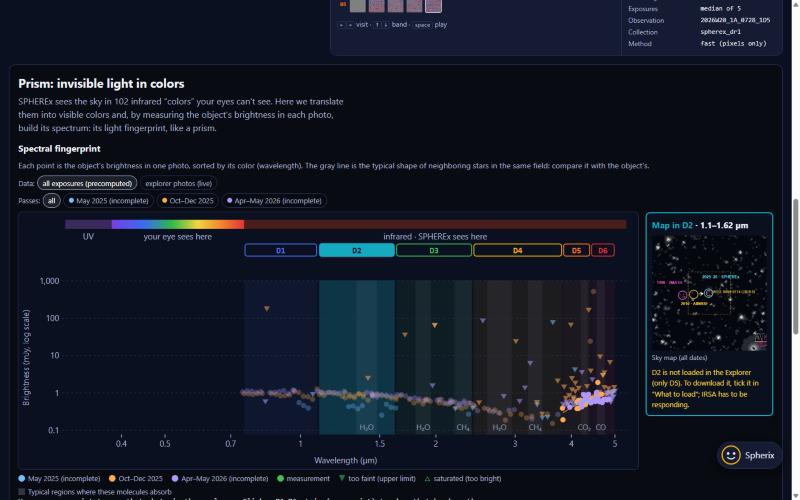 D5
← → visit · ↑ ↓ band · space play
Exposures median of 5
Observation 2026W20_1A_0728_1D5
Collection spherex_dr1
Method fast (pixels only)
Prism: invisible light in colors
SPHEREx sees the sky in 102 infrared “colors” your eyes can't see. Here we translate
them into visible colors and, by measuring the object's brightness in each photo,
build its spectrum: its light fingerprint, like a prism.
Spectral fingerprint
Each point is the object's brightness in one photo, sorted by its color (wavelength). The gray line is the typical shape of neighboring stars in the same field: compare it with the object's.
Data: all exposures (precomputed) explorer photos (live)
Passes: all May 2025 (incomplete) Oct–Dec 2025 Apr–May 2026 (incomplete)
UV your eye sees here infrared · SPHEREx sees here
D1 D2 D3 D4 D5 D6
Brightness (mJy, log scale)
1,000
100
10
1
0.1
H₂O H₂O CH₄ H₂O CH₄ CO₂ CO
0.4 0.5 0.7 1 1.5 2 3 4 5
Wavelength (μm)
May 2025 (incomplete) Oct–Dec 2025 Apr–May 2026 (incomplete) measurement too faint (upper limit) saturated (too bright)
Typical regions where these molecules absorb
Map in D2 · 1.1–1.62 μm
Sky map (all dates)
D2 is not loaded in the Explorer
(only D5). To download it, tick it in
"What to load"; IRSA has to be
responding.
Spherix